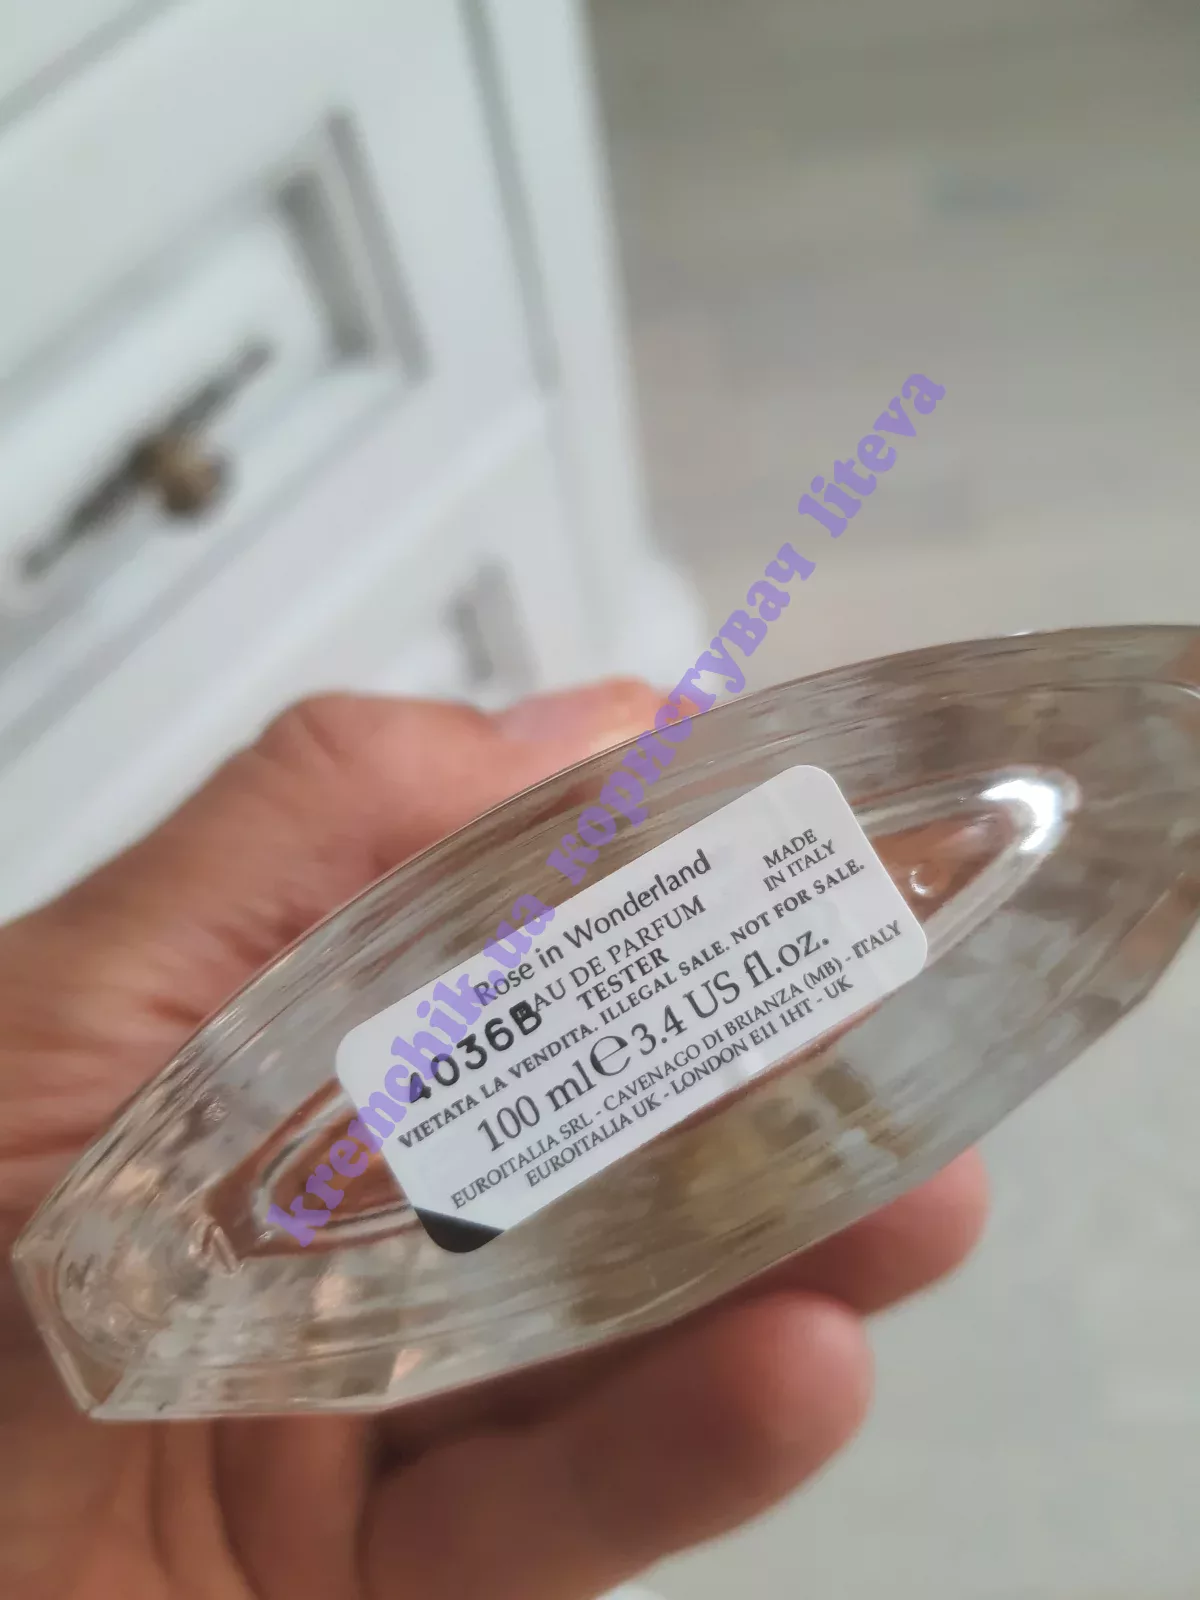 Rose in Wonderland
EAU DE PARFUM
TESTER
MADE
IN ITALY
4036B
VIETATA LA VENDITA. ILLEGAL SALE. NOT FOR SALE.
100 ml ℮ 3.4 US fl.oz.
EUROITALIA SRL - CAVENAGO DI BRIANZA (MB) - ITALY
EUROITALIA UK - LONDON E11 1HT - UK
kremchik.ua користувач liteva